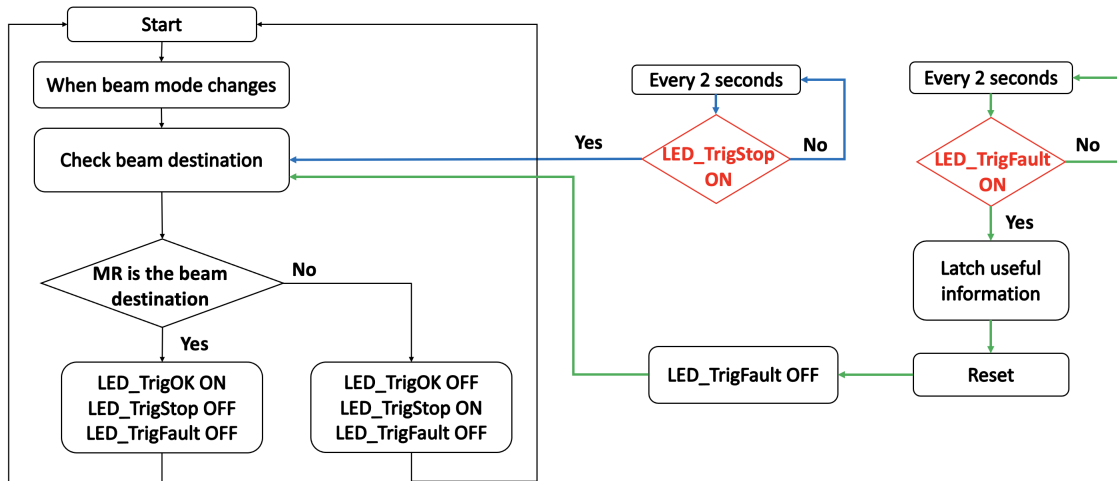 Start
When beam mode changes
Check beam destination
MR is the beam
destination
No
Yes
LED_TrigOK ON
LED_TrigStop OFF
LED_TrigFault OFF
LED_TrigOK OFF
LED_TrigStop ON
LED_TrigFault OFF
Every 2 seconds
LED_TrigStop
ON
Yes
No
Every 2 seconds
LED_TrigFault
ON
No
Yes
Latch useful
information
Reset
LED_TrigFault OFF